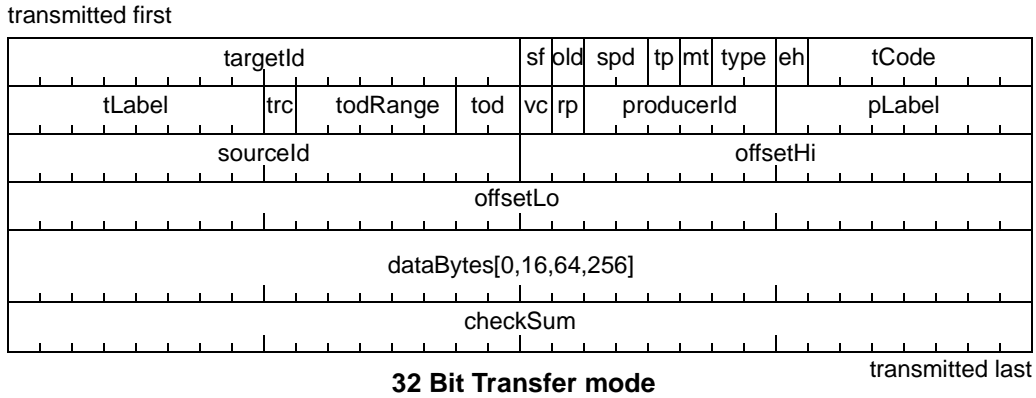 transmitted first
targetId sf old spd tp mt type eh tCode
tLabel trc todRange tod vc rp producerId pLabel
sourceId offsetHi
offsetLo
dataBytes[0,16,64,256]
checkSum
transmitted last
32 Bit Transfer mode